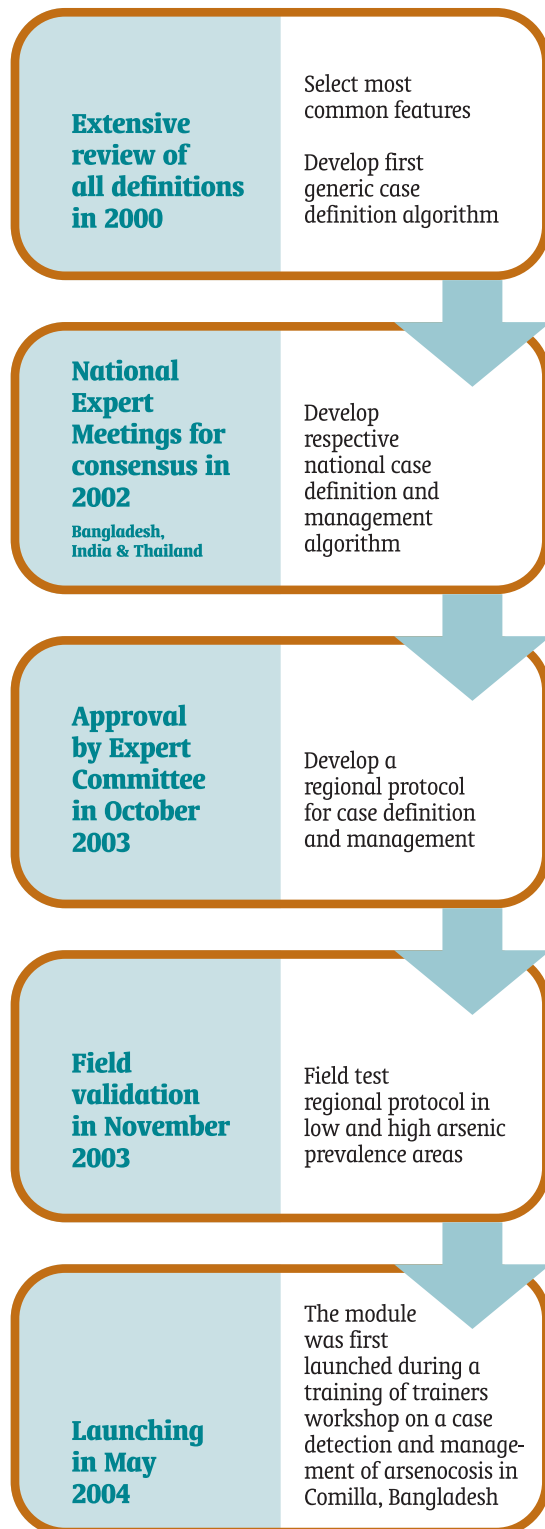 Extensive
review of
all definitions
in 2000
Select most
common features
Develop first
generic case
definition algorithm
National
Expert
Meetings for
consensus in
2002
Bangladesh,
India & Thailand
Develop
respective
national case
definition and
management
algorithm
Approval
by Expert
Committee
in October
2003
Develop a
regional protocol
for case definition
and management
Field
validation
in November
2003
Field test
regional protocol in
low and high arsenic
prevalence areas
Launching
in May
2004
The module
was first
launched during a
training of trainers
workshop on a case
detection and manage-
ment of arsenocosis in
Comilla, Bangladesh